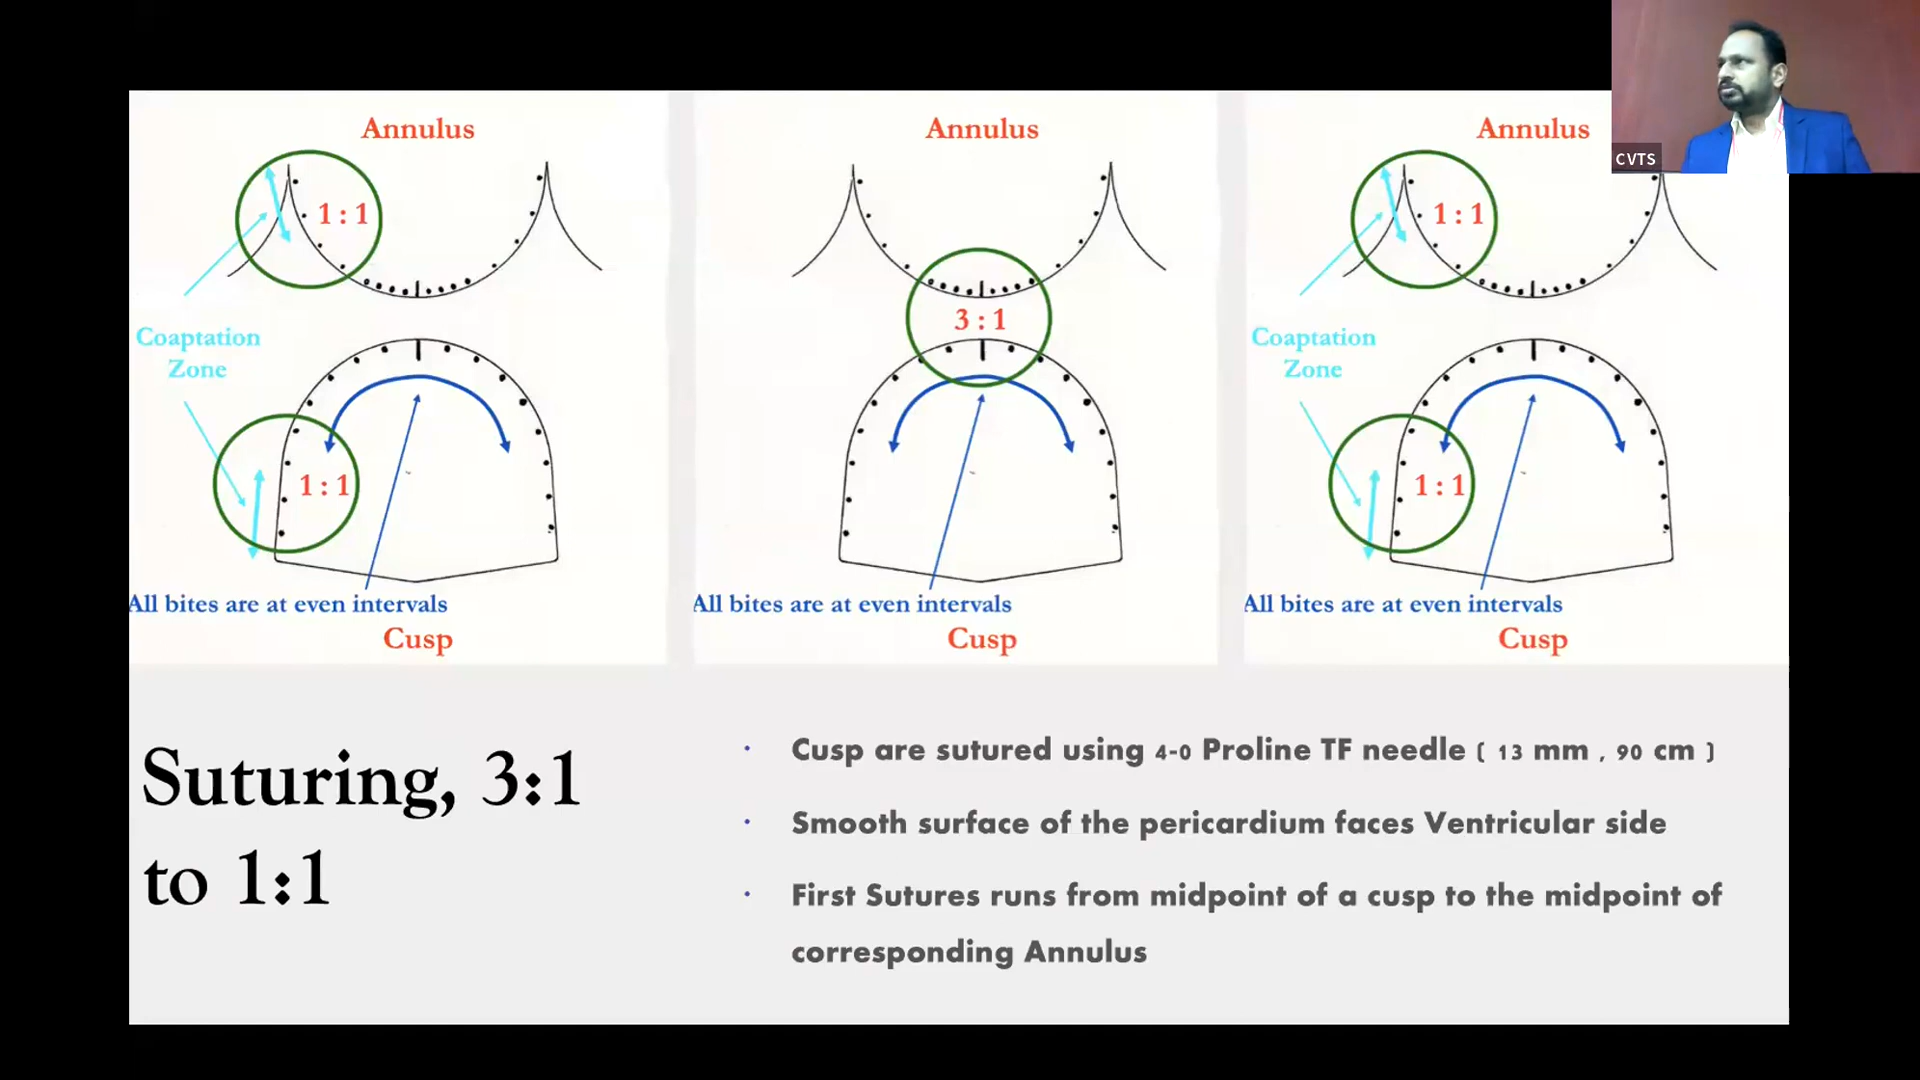 Annulus
1 : 1
Coaptation
Zone
1 : 1
All bites are at even intervals
Cusp
Annulus
3 : 1
All bites are at even intervals
Cusp
Annulus
1 : 1
Coaptation
Zone
1 : 1
All bites are at even intervals
Cusp
CVTS
Suturing, 3:1
to 1:1
· Cusp are sutured using 4-0 Proline TF needle ( 13 mm , 90 cm )
· Smooth surface of the pericardium faces Ventricular side
· First Sutures runs from midpoint of a cusp to the midpoint of
corresponding Annulus